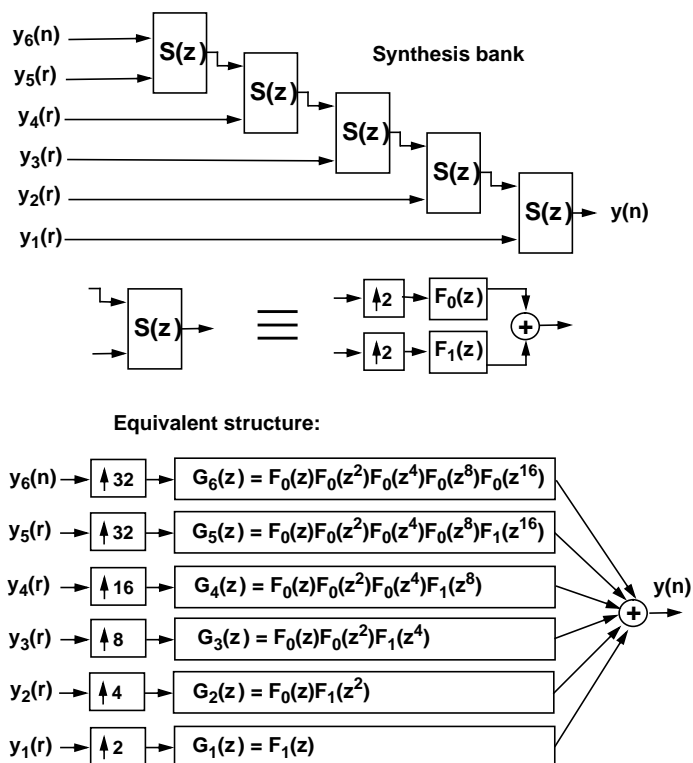 y₆(n)
S(z)
Synthesis bank
y₅(r)
S(z)
y₄(r)
S(z)
y₃(r)
S(z)
y₂(r)
S(z)
y(n)
y₁(r)
S(z)
≡
↑2
F₀(z)
+
↑2
F₁(z)
Equivalent structure:
y₆(n)
↑32
G₆(z) = F₀(z)F₀(z²)F₀(z⁴)F₀(z⁸)F₀(z¹⁶)
y₅(r)
↑32
G₅(z) = F₀(z)F₀(z²)F₀(z⁴)F₀(z⁸)F₁(z¹⁶)
y₄(r)
↑16
G₄(z) = F₀(z)F₀(z²)F₀(z⁴)F₁(z⁸)
y(n)
+
y₃(r)
↑8
G₃(z) = F₀(z)F₀(z²)F₁(z⁴)
y₂(r)
↑4
G₂(z) = F₀(z)F₁(z²)
y₁(r)
↑2
G₁(z) = F₁(z)